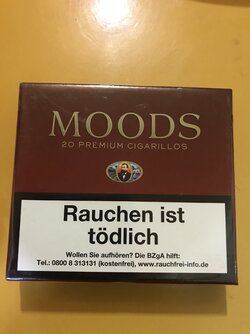 MOODS
20 PREMIUM CIGARILLOS
Rauchen ist
tödlich
Wollen Sie aufhören? Die BZgA hilft:
Tel.: 0800 8 313131 (kostenfrei), www.rauchfrei-info.de